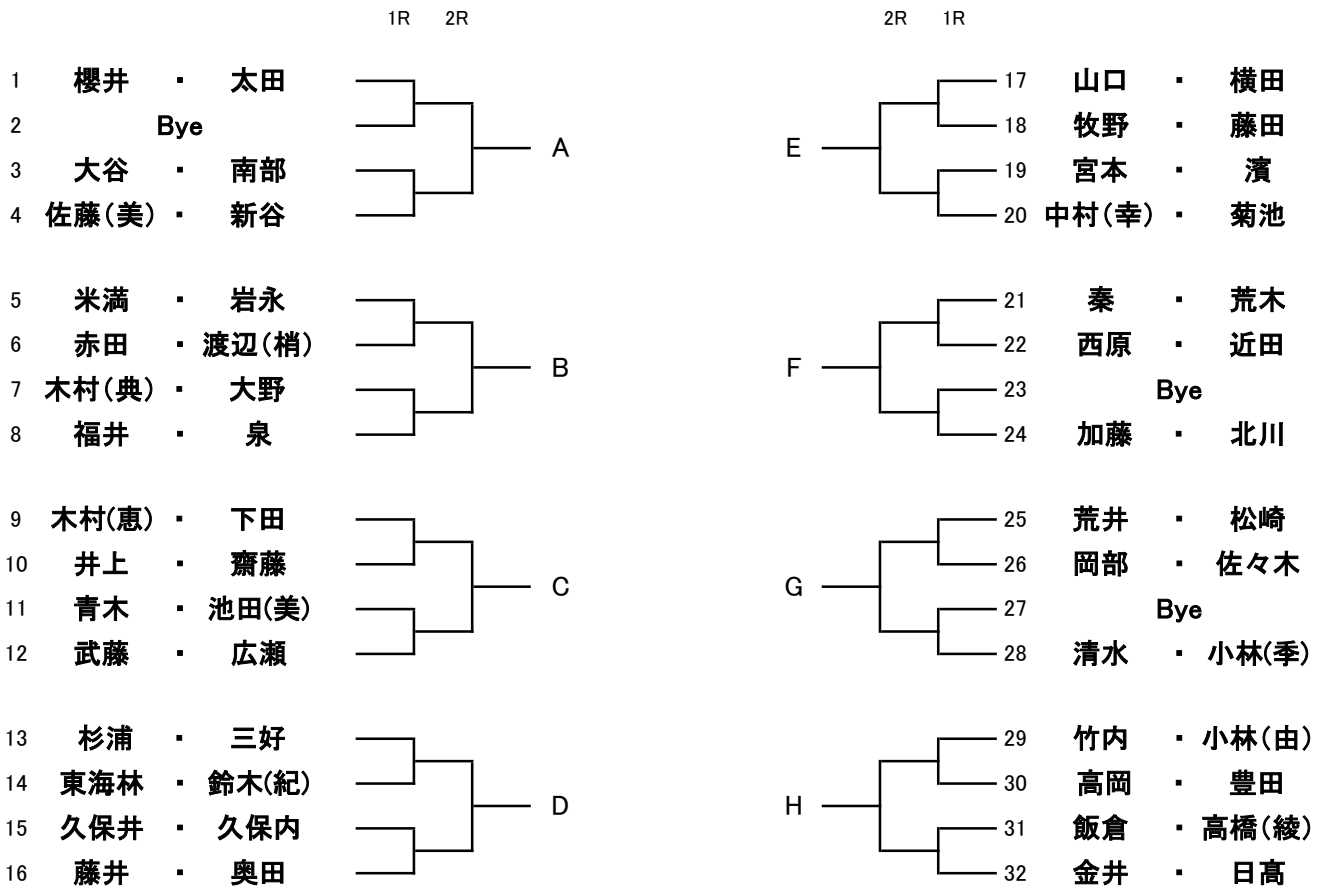 1R 2R 2R 1R
1 櫻井 ・ 太田 17 山口 ・ 横田
2 Bye 18 牧野 ・ 藤田
A E
3 大谷 ・ 南部 19 宮本 ・ 濱
4 佐藤(美) ・ 新谷 20 中村(幸) ・ 菊池
5 米満 ・ 岩永 21 秦 ・ 荒木
6 赤田 ・ 渡辺(梢) 22 西原 ・ 近田
B F
7 木村(典) ・ 大野 23 Bye
8 福井 ・ 泉 24 加藤 ・ 北川
9 木村(恵) ・ 下田 25 荒井 ・ 松崎
10 井上 ・ 齋藤 26 岡部 ・ 佐々木
C G
11 青木 ・ 池田(美) 27 Bye
12 武藤 ・ 広瀬 28 清水 ・ 小林(季)
13 杉浦 ・ 三好 29 竹内 ・ 小林(由)
14 東海林 ・ 鈴木(紀) 30 高岡 ・ 豊田
D H
15 久保井 ・ 久保内 31 飯倉 ・ 高橋(綾)
16 藤井 ・ 奥田 32 金井 ・ 日髙